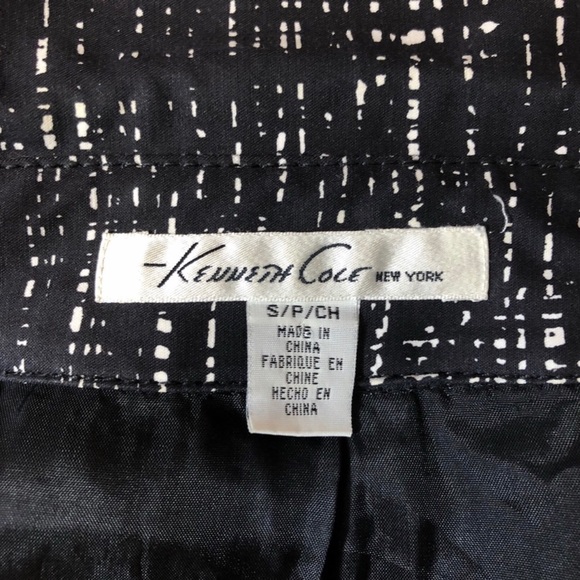 -Kenneth Cole NEW YORK
S/P/CH
MADE IN
CHINA
FABRIQUE EN
CHINE
HECHO EN
CHINA